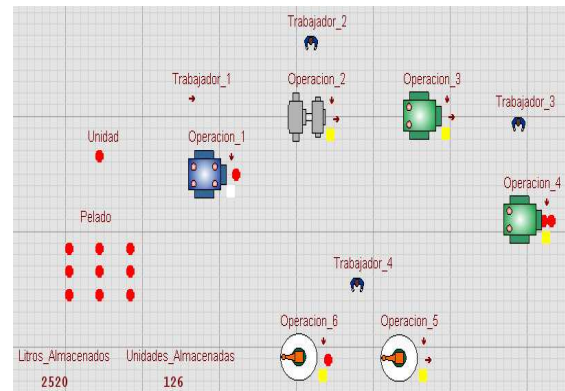 Trabajador_2
Trabajador_1
Operacion_2
Operacion_3
Trabajador_3
Unidad
Operacion_1
Operacion_4
Pelado
Trabajador_4
Operacion_6
Operacion_5
Litros_Almacenados
Unidades_Almacenadas
2520
126